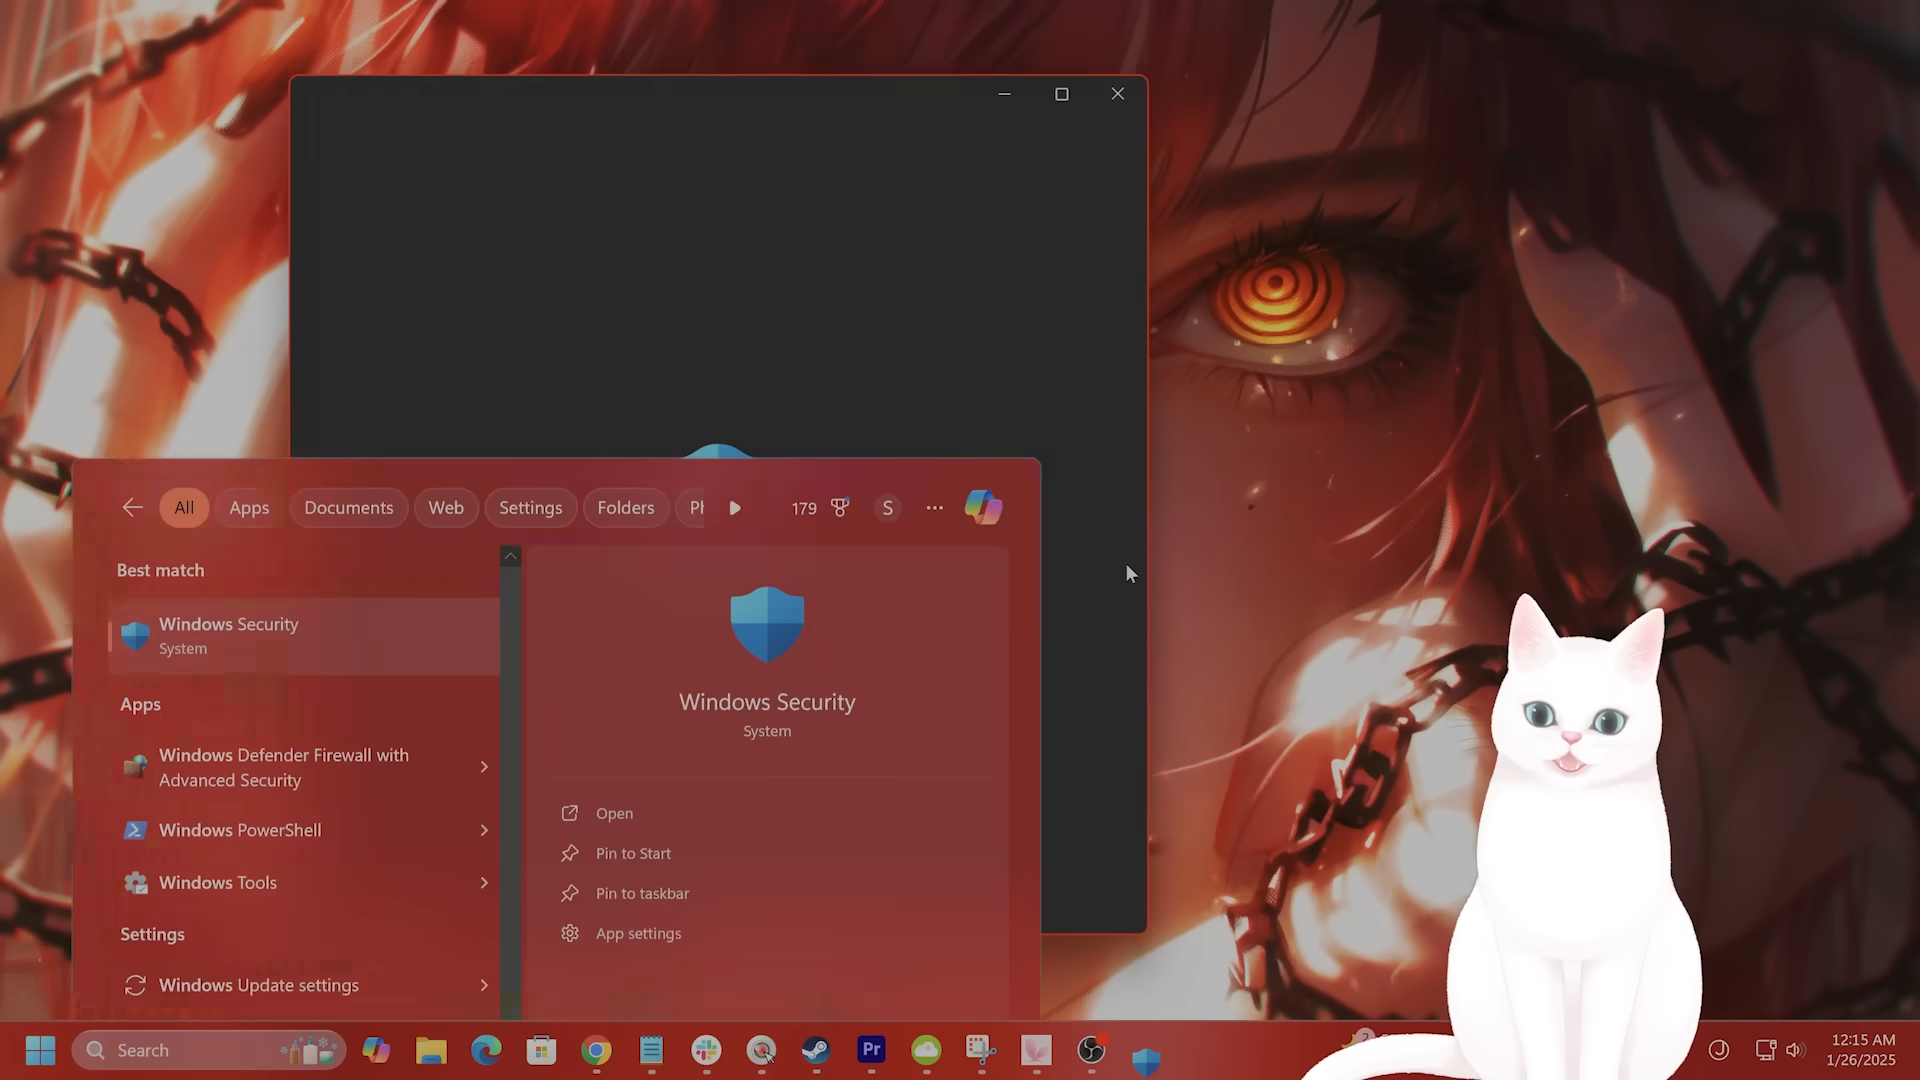 All
Apps
Documents
Web
Settings
Folders
179
S
Best match
Windows Security
System
Apps
Windows Defender Firewall with
Advanced Security
Windows PowerShell
Windows Tools
Settings
Windows Update settings
Windows Security
System
Open
Pin to Start
Pin to taskbar
App settings
Search
Pr
2
12:15 AM
1/26/2025